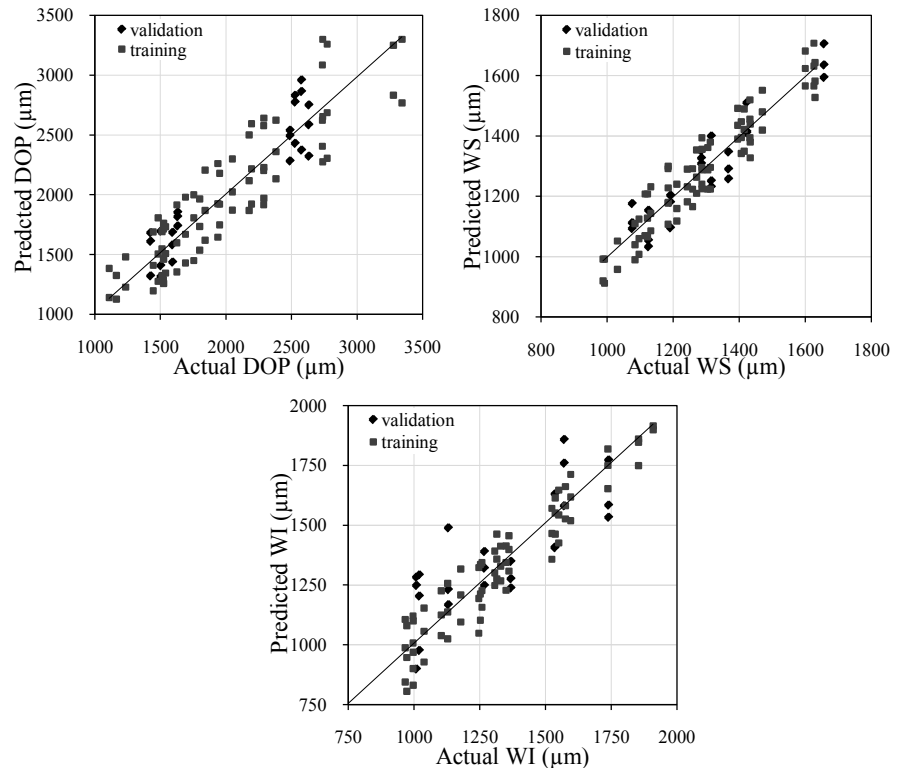 3500
3000
2500
2000
1500
1000
Predcted DOP (µm)
validation
training
1000 1500 2000 2500 3000 3500
Actual DOP (µm)
1800
1600
1400
1200
1000
800
Predicted WS (µm)
validation
training
800 1000 1200 1400 1600 1800
Actual WS (µm)
2000
1750
1500
1250
1000
750
Predicted WI (µm)
validation
training
750 1000 1250 1500 1750 2000
Actual WI (µm)